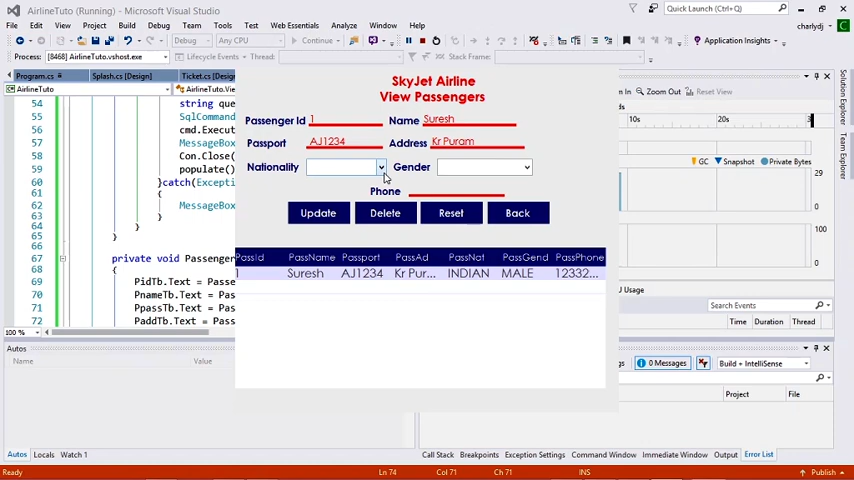 AirlineTuto (Running) - Microsoft Visual Studio
Quick Launch (Ctrl+Q)
File Edit View Project Build Debug Team Tools Test Web Essentials Analyze Window Help
charlydj
Debug Any CPU Continue
Application Insights
Process: [8468] AirlineTuto.vshost.exe Lifecycle Events Thread: Stack Frame:
Program.cs Splash.cs [Design] Ticket.cs [Design]
AirlineTuto AirlineTuto.Vi
SkyJet Airline
View Passengers
Zoom Out Reset View
10s 20s
GC Snapshot Private Bytes
29
0
100
0
Passenger Id 1 Name Suresh
Passport AJ1234 Address Kr Puram
Nationality Gender
Phone
Update Delete Reset Back
PassId PassName Passport PassAd PassNat PassGend PassPhone
1 Suresh AJ1234 Kr Pur... INDIAN MALE 12332...
54 string que
55 SqlCommand
56 cmd.Execut
57 MessageBox
58 Con.Close(
59 populate()
60 }catch(Excepti
61 {
62 MessageBox
63 }
64 }
65 }
66
67 private void Passenger
68 {
69 PidTb.Text = Passe
70 PnameTb.Text =
71 PpassTb.Text =
72 PaddTb.Text =
100 %
Search Events
Time Duration Thread
Autos
Name Value
0 Messages Build + IntelliSense
Project File
Autos Locals Watch 1
Call Stack Breakpoints Exception Settings Command Window Immediate Window Output Error List
Ready Ln 74 Col 71 Ch 71 INS Publish
Solution Explorer
Team Explorer